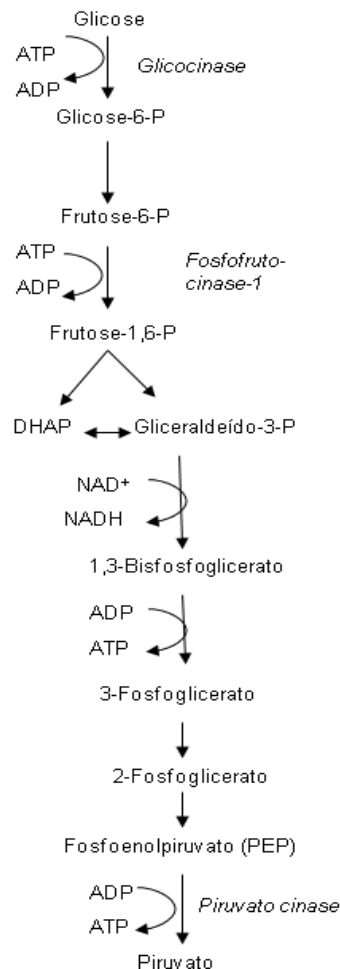 Glicose
ATP
Glicocinase
ADP
Glicose-6-P
Frutose-6-P
ATP
Fosfofruto-
ADP
cinase-1
Frutose-1,6-P
DHAP
Gliceraldeído-3-P
NAD+
NADH
1,3-Bisfosfoglicerato
ADP
ATP
3-Fosfoglicerato
2-Fosfoglicerato
Fosfoenolpiruvato (PEP)
ADP
Piruvato cinase
ATP
Piruvato